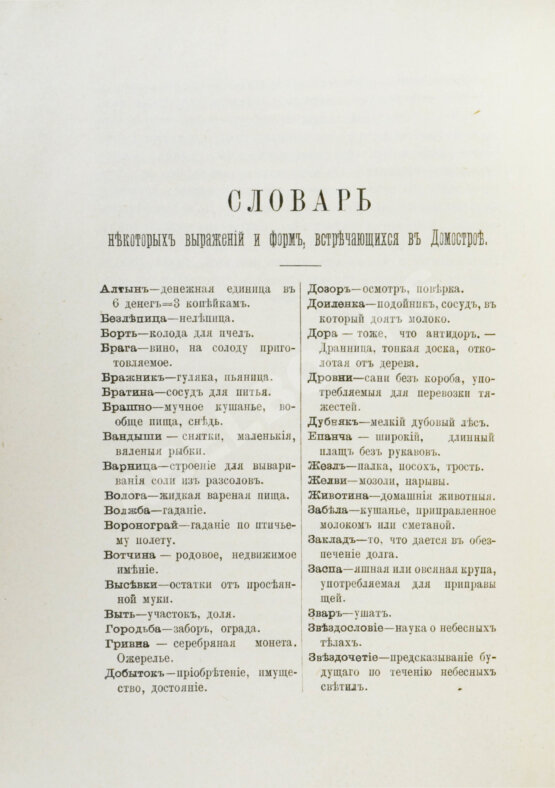 СЛОВАРЬ
нѣкоторыхъ выраженій и формъ, встрѣчающихся въ Домостроѣ.
Алтынъ—денежная единица въ
6 денегъ=3 копѣйкамъ.
Безлѣпица—нелѣпица.
Борть—колода для пчелъ.
Брага—вино, на солоду приго-
товляемое.
Бражникъ—гуляка, пьяница.
Братина—сосудъ для питья.
Брашно—мучное кушанье, во-
обще пища, снѣдь.
Вандыши — снятки, маленькія,
вяленыя рыбки.
Варница—строеніе для вывари-
ванія соли изъ разсоловъ.
Волога—жидкая вареная пища.
Волжба—гаданіе.
Воронограй—гаданіе по птичье-
му полету.
Вотчина — родовое, недвижимое
имѣніе.
Высѣвки—остатки отъ просѣян-
ной муки.
Выть—участокъ, доля.
Городьба—заборъ, ограда.
Гривна — серебряная монета.
Ожерелье.
Добытокъ—пріобрѣтеніе, имуще-
ство, достояніе.
Дозоръ—осмотръ, повѣрка.
Доиленка—подойникъ, сосудъ, въ
который доятъ молоко.
Дора — тоже, что антидоръ. —
Дранница, тонкая доска, отко-
лотая отъ дерева.
Дровни—сани безъ короба, упо-
требляемыя для перевозки тя-
жестей.
Дубнякъ—мелкій дубовый лѣсъ.
Епанча — широкій, длинный
плащъ безъ рукавовъ.
Жезлъ—палка, посохъ, трость.
Желви—мозоли, нарывы.
Животина—домашнія животныя.
Забѣла—кушанье, приправленное
молокомъ или сметаной.
Закладъ—то, что дается въ обез-
печеніе долга.
Заспа—яшная или овсяная крупа,
употребляемая для приправы
щей.
Зваръ—ушатъ.
Звѣздословіе—наука о небесныхъ
тѣлахъ.
Звѣздочетіе—предсказываніе бу-
дущаго по теченію небесныхъ
свѣтилъ.